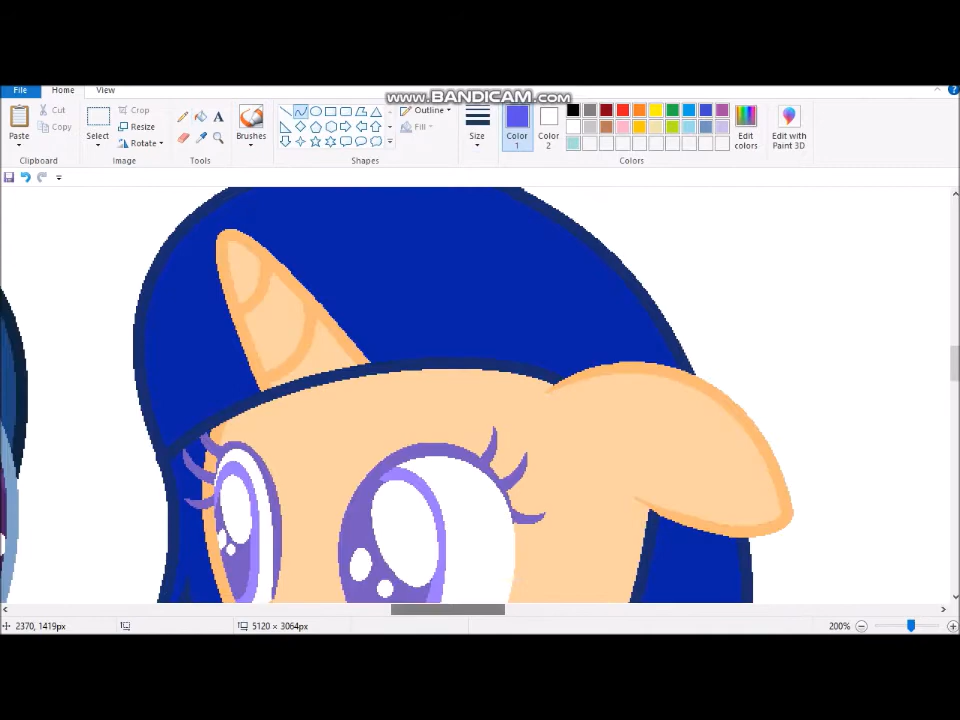 www.BANDICAM.com
File Home View
Paste Cut Copy Select Crop Resize Rotate Brushes Outline Fill Size Color 1 Color 2 Edit colors Edit with Paint 3D
Clipboard Image Tools Shapes Colors
2370, 1419px 5120 × 3064px 200%